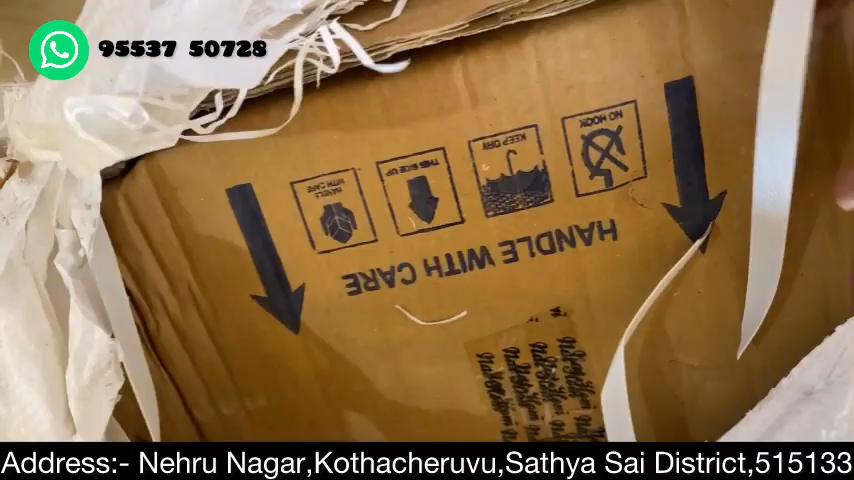 95537 50728
NO HOOK
KEEP DRY
THIS SIDE UP
HANDLE
WITH CARE
HANDLE WITH CARE
Address:- Nehru Nagar,Kothacheruvu,Sathya Sai District,515133